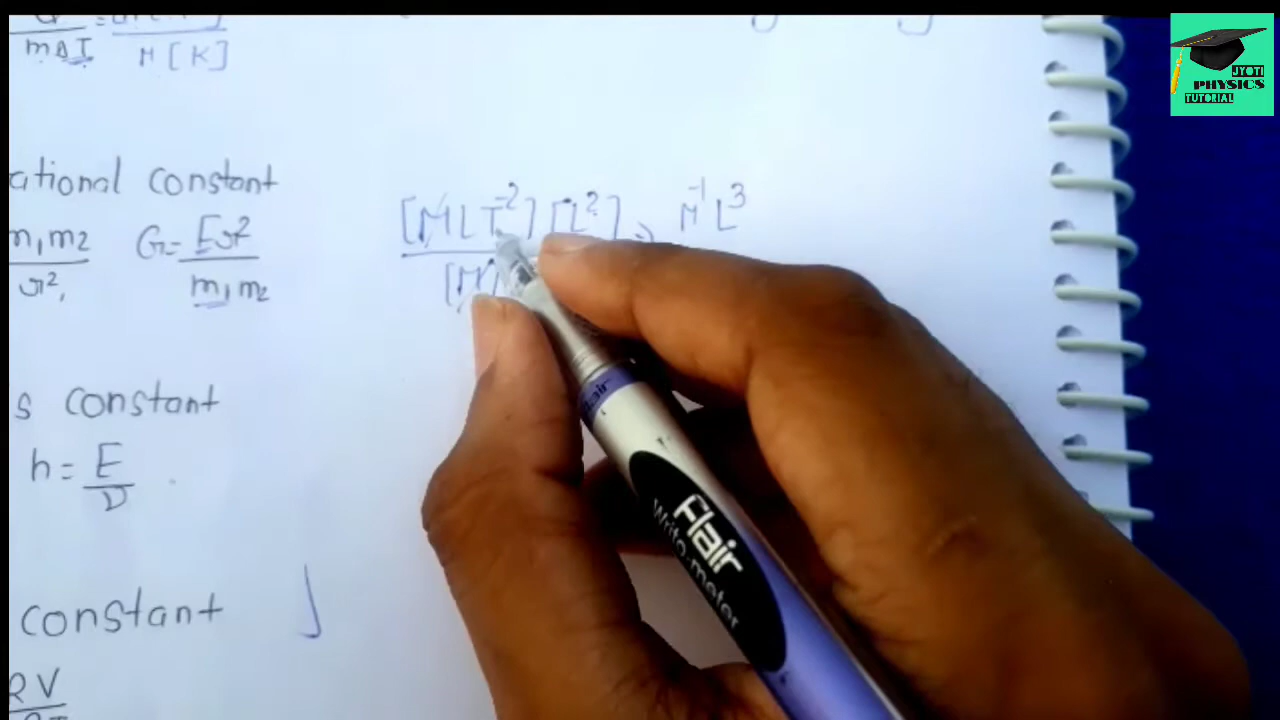 mΔT M[K]
ational constant
[MLT⁻²] [L²] M⁻¹L³
m₁m₂ G = Fr²
r², m₁m₂
[M]
s constant
h = E
ν
constant
RV
JYOTI
PHYSICS
TUTORIAL
Flair
Writo-meter
Flair